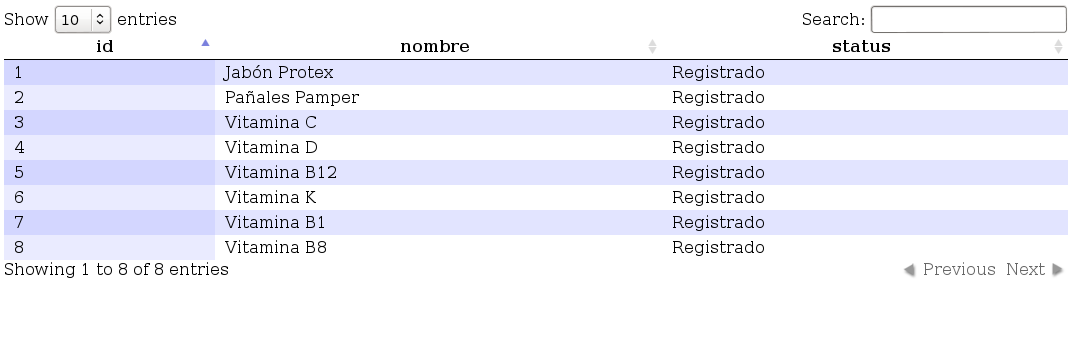 Show 10 entries Search:
id nombre status
1 Jabón Protex Registrado
2 Pañales Pamper Registrado
3 Vitamina C Registrado
4 Vitamina D Registrado
5 Vitamina B12 Registrado
6 Vitamina K Registrado
7 Vitamina B1 Registrado
8 Vitamina B8 Registrado
Showing 1 to 8 of 8 entries Previous Next